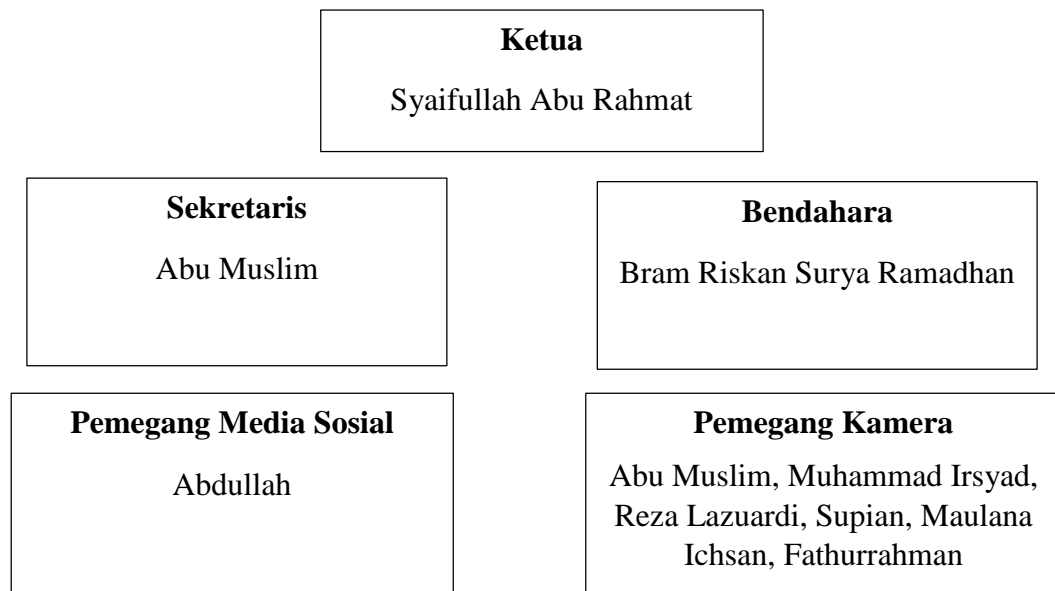 Ketua
Syaifullah Abu Rahmat
Sekretaris
Abu Muslim
Bendahara
Bram Riskan Surya Ramadhan
Pemegang Media Sosial
Abdullah
Pemegang Kamera
Abu Muslim, Muhammad Irsyad,
Reza Lazuardi, Supian, Maulana
Ichsan, Fathurrahman